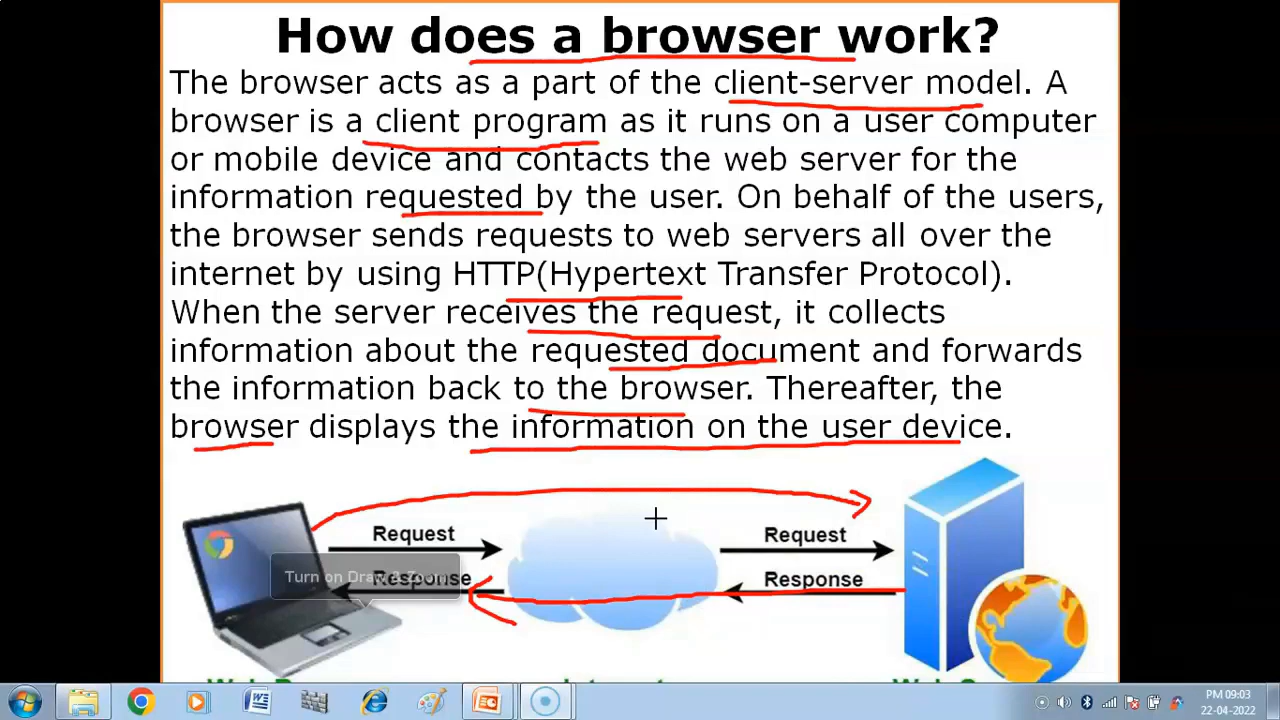 How does a browser work?
The browser acts as a part of the client-server model. A
browser is a client program as it runs on a user computer
or mobile device and contacts the web server for the
information requested by the user. On behalf of the users,
the browser sends requests to web servers all over the
internet by using HTTP(Hypertext Transfer Protocol).
When the server receives the request, it collects
information about the requested document and forwards
the information back to the browser. Thereafter, the
browser displays the information on the user device.
Request
Request
Turn on Draw & Zoom
Response
Response
PM 09:03
22-04-2022